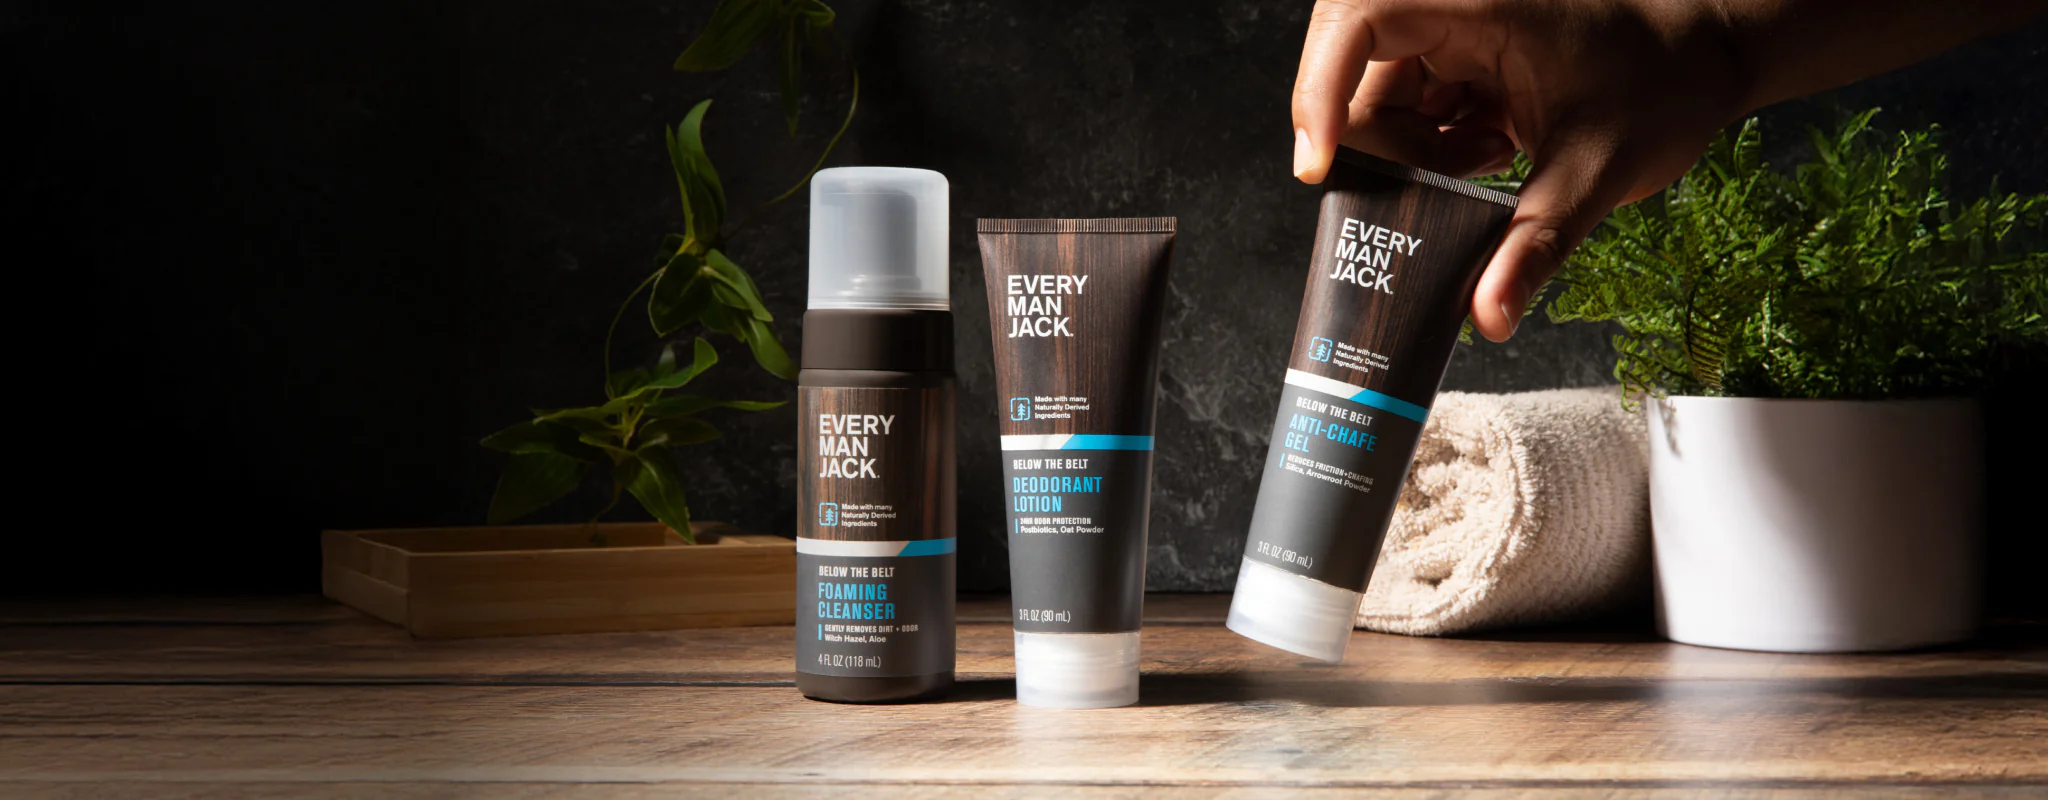 EVERY
MAN
JACK.
Made with many
Naturally Derived
Ingredients
BELOW THE BELT
FOAMING
CLEANSER
GENTLY REMOVES DIRT + ODOR
Witch Hazel, Aloe
4 FL OZ (118 mL)
EVERY
MAN
JACK.
Made with many
Naturally Derived
Ingredients
BELOW THE BELT
DEODORANT
LOTION
24HR ODOR PROTECTION
Postbiotics, Oat Powder
3 FL OZ (90 mL)
EVERY
MAN
JACK.
Made with many
Naturally Derived
Ingredients
BELOW THE BELT
ANTI-CHAFE
GEL
REDUCES FRICTION+CHAFING
Silica, Arrowroot Powder
3 FL OZ (90 mL)